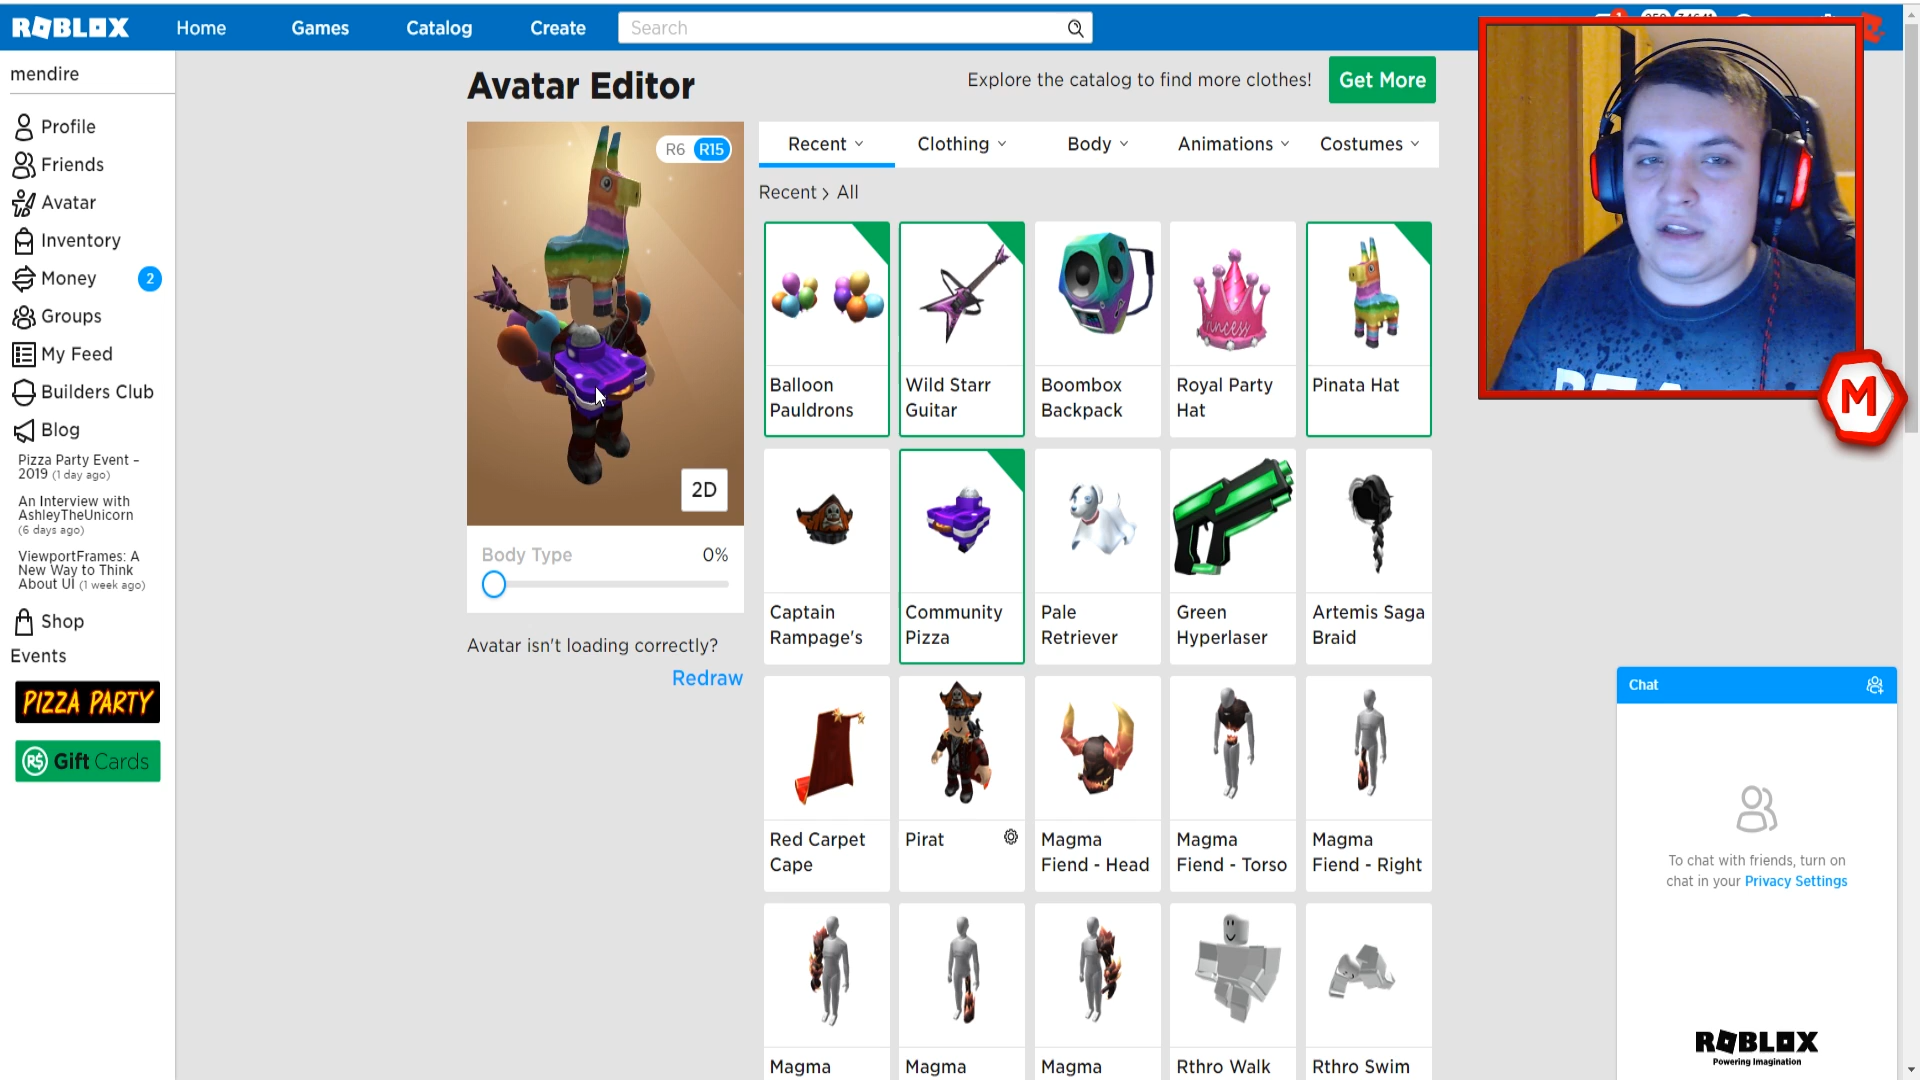 ROBLOX
Home
Games
Catalog
Create
Search
mendire
Profile
Friends
Avatar
Inventory
Money
2
Groups
My Feed
Builders Club
Blog
Pizza Party Event –
2019 (1 day ago)
An Interview with
AshleyTheUnicorn
(6 days ago)
ViewportFrames: A
New Way to Think
About UI (1 week ago)
Shop
Events
PIZZA PARTY
R$ Gift Cards
Avatar Editor
Explore the catalog to find more clothes!
Get More
R6 R15
2D
Body Type
0%
Avatar isn't loading correctly?
Redraw
Recent
Clothing
Body
Animations
Costumes
Recent > All
Balloon
Pauldrons
Wild Starr
Guitar
Boombox
Backpack
Princess
Royal Party
Hat
Pinata Hat
Captain
Rampage's
Community
Pizza
Pale
Retriever
Green
Hyperlaser
Artemis Saga
Braid
Red Carpet
Cape
Pirat
Magma
Fiend - Head
Magma
Fiend - Torso
Magma
Fiend - Right
Magma
Magma
Magma
Rthro Walk
Rthro Swim
M
Chat
To chat with friends, turn on
chat in your Privacy Settings
ROBLOX
Powering Imagination